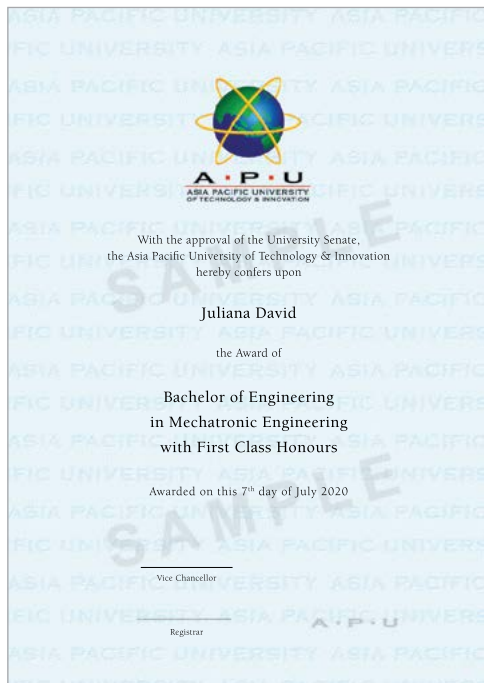 A·P·U
ASIA PACIFIC UNIVERSITY
OF TECHNOLOGY & INNOVATION
With the approval of the University Senate,
the Asia Pacific University of Technology & Innovation
hereby confers upon
Juliana David
the Award of
Bachelor of Engineering
in Mechatronic Engineering
with First Class Honours
Awarded on this 7th day of July 2020
SAMPLE
SAMPLE
Vice Chancellor
Registrar
A·P·U